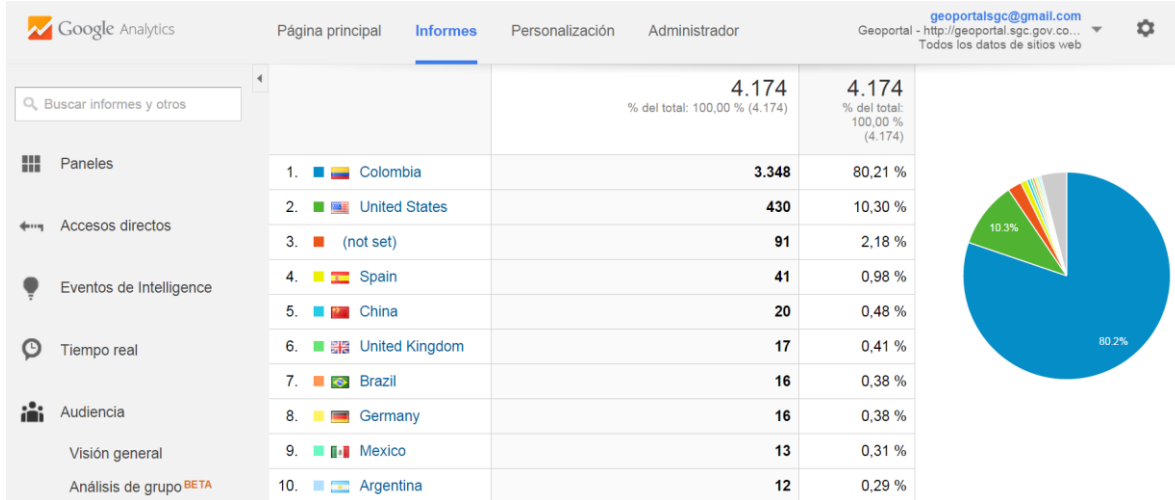 Google Analytics
Página principal Informes Personalización Administrador
geoportalsgc@gmail.com
Geoportal - http://geoportal.sgc.gov.co...
Todos los datos de sitios web
Buscar informes y otros
Paneles
Accesos directos
Eventos de Intelligence
Tiempo real
Audiencia
Visión general
Análisis de grupo BETA
4.174
% del total: 100,00 % (4.174)
4.174
% del total:
100,00 %
(4.174)
1. Colombia 3.348 80,21 %
2. United States 430 10,30 %
3. (not set) 91 2,18 %
4. Spain 41 0,98 %
5. China 20 0,48 %
6. United Kingdom 17 0,41 %
7. Brazil 16 0,38 %
8. Germany 16 0,38 %
9. Mexico 13 0,31 %
10. Argentina 12 0,29 %
10.3%
80.2%